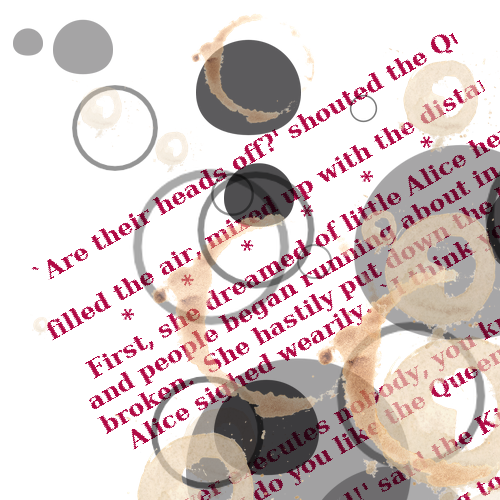 `Are their heads off?' shouted the
filled the air, mixed up with the
* * * * * *
First, she dreamed of little Alice
and people began running about in
broken. She hastily put down the
Alice sighed wearily. `I think
executes nobody, you
do you like the Queen
said the
to